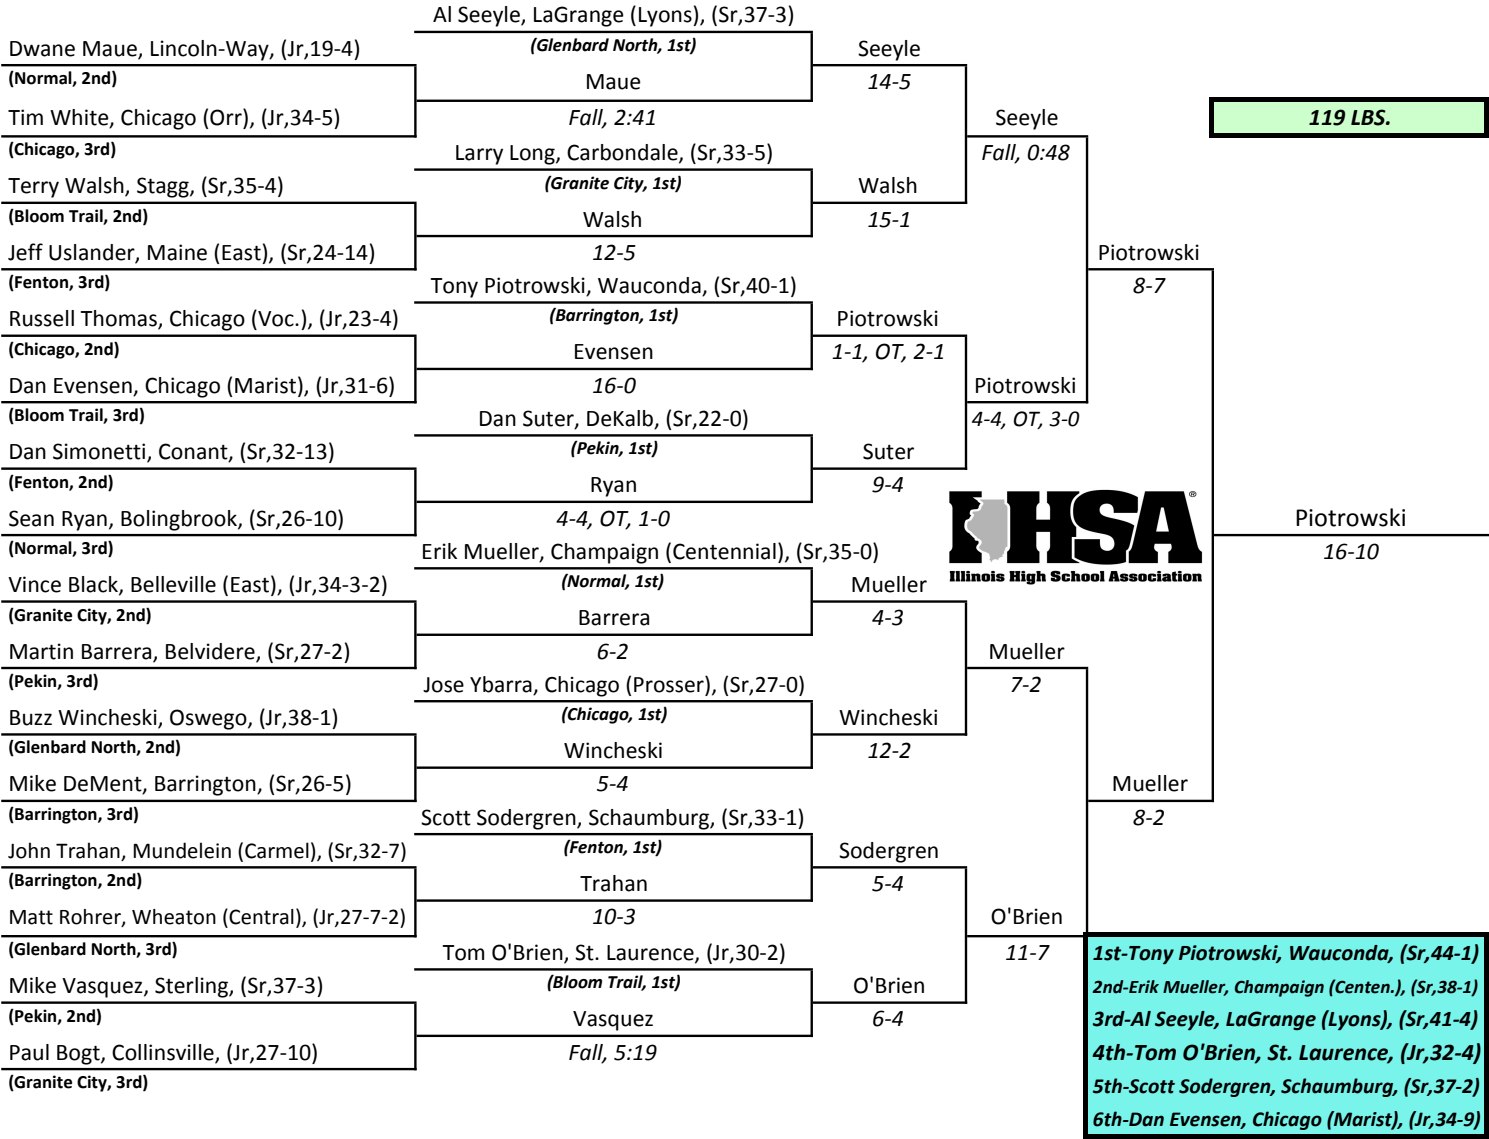 Al Seeyle, LaGrange (Lyons), (Sr,37-3)
Dwane Maue, Lincoln-Way, (Jr,19-4)
(Glenbard North, 1st)
Seeyle
(Normal, 2nd)
Maue
14-5
Tim White, Chicago (Orr), (Jr,34-5)
Fall, 2:41
Seeyle
119 LBS.
(Chicago, 3rd)
Larry Long, Carbondale, (Sr,33-5)
Fall, 0:48
Terry Walsh, Stagg, (Sr,35-4)
(Granite City, 1st)
Walsh
(Bloom Trail, 2nd)
Walsh
15-1
Jeff Uslander, Maine (East), (Sr,24-14)
12-5
Piotrowski
(Fenton, 3rd)
Tony Piotrowski, Wauconda, (Sr,40-1)
8-7
Russell Thomas, Chicago (Voc.), (Jr,23-4)
(Barrington, 1st)
Piotrowski
(Chicago, 2nd)
Evensen
1-1, OT, 2-1
Dan Evensen, Chicago (Marist), (Jr,31-6)
16-0
Piotrowski
(Bloom Trail, 3rd)
Dan Suter, DeKalb, (Sr,22-0)
4-4, OT, 3-0
Dan Simonetti, Conant, (Sr,32-13)
(Pekin, 1st)
Suter
(Fenton, 2nd)
Ryan
9-4
Sean Ryan, Bolingbrook, (Sr,26-10)
4-4, OT, 1-0
IHSA®
Piotrowski
(Normal, 3rd)
Erik Mueller, Champaign (Centennial), (Sr,35-0)
16-10
Illinois High School Association
Vince Black, Belleville (East), (Jr,34-3-2)
(Normal, 1st)
Mueller
(Granite City, 2nd)
Barrera
4-3
Martin Barrera, Belvidere, (Sr,27-2)
6-2
Mueller
(Pekin, 3rd)
Jose Ybarra, Chicago (Prosser), (Sr,27-0)
7-2
Buzz Wincheski, Oswego, (Jr,38-1)
(Chicago, 1st)
Wincheski
(Glenbard North, 2nd)
Wincheski
12-2
Mike DeMent, Barrington, (Sr,26-5)
5-4
Mueller
(Barrington, 3rd)
Scott Sodergren, Schaumburg, (Sr,33-1)
8-2
John Trahan, Mundelein (Carmel), (Sr,32-7)
(Fenton, 1st)
Sodergren
(Barrington, 2nd)
Trahan
5-4
Matt Rohrer, Wheaton (Central), (Jr,27-7-2)
10-3
O'Brien
(Glenbard North, 3rd)
Tom O'Brien, St. Laurence, (Jr,30-2)
11-7
1st-Tony Piotrowski, Wauconda, (Sr,44-1)
Mike Vasquez, Sterling, (Sr,37-3)
(Bloom Trail, 1st)
O'Brien
2nd-Erik Mueller, Champaign (Centen.), (Sr,38-1)
(Pekin, 2nd)
Vasquez
6-4
3rd-Al Seeyle, LaGrange (Lyons), (Sr,41-4)
Paul Bogt, Collinsville, (Jr,27-10)
Fall, 5:19
4th-Tom O'Brien, St. Laurence, (Jr,32-4)
(Granite City, 3rd)
5th-Scott Sodergren, Schaumburg, (Sr,37-2)
6th-Dan Evensen, Chicago (Marist), (Jr,34-9)